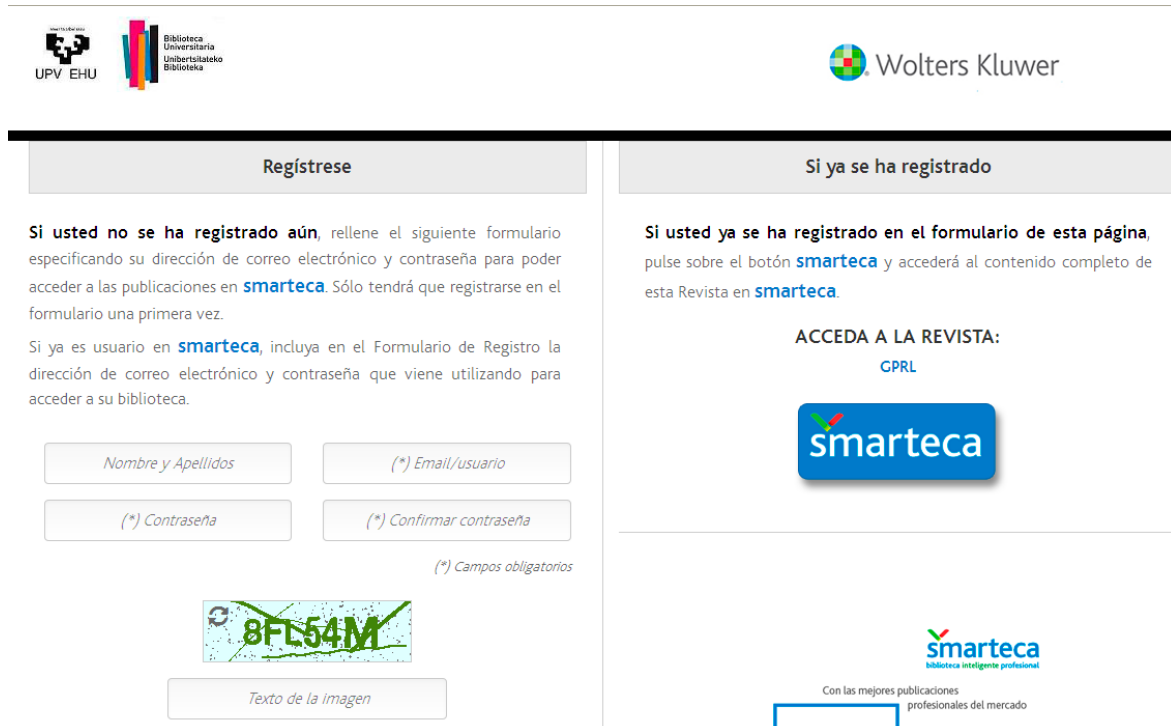 UPV EHU
Biblioteca
Universitaria
Unibertsitateko
Biblioteka
Wolters Kluwer
Regístrese
Si usted no se ha registrado aún, rellene el siguiente formulario
especificando su dirección de correo electrónico y contraseña para poder
acceder a las publicaciones en smarteca. Sólo tendrá que registrarse en el
formulario una primera vez.
Si ya es usuario en smarteca, incluya en el Formulario de Registro la
dirección de correo electrónico y contraseña que viene utilizando para
acceder a su biblioteca.
Nombre y Apellidos
(*) Email/usuario
(*) Contraseña
(*) Confirmar contraseña
(*) Campos obligatorios
8FL54M
Texto de la imagen
Si ya se ha registrado
Si usted ya se ha registrado en el formulario de esta página,
pulse sobre el botón smarteca y accederá al contenido completo de
esta Revista en smarteca.
ACCEDA A LA REVISTA:
GPRL
smarteca
smarteca
biblioteca inteligente profesional
Con las mejores publicaciones
profesionales del mercado